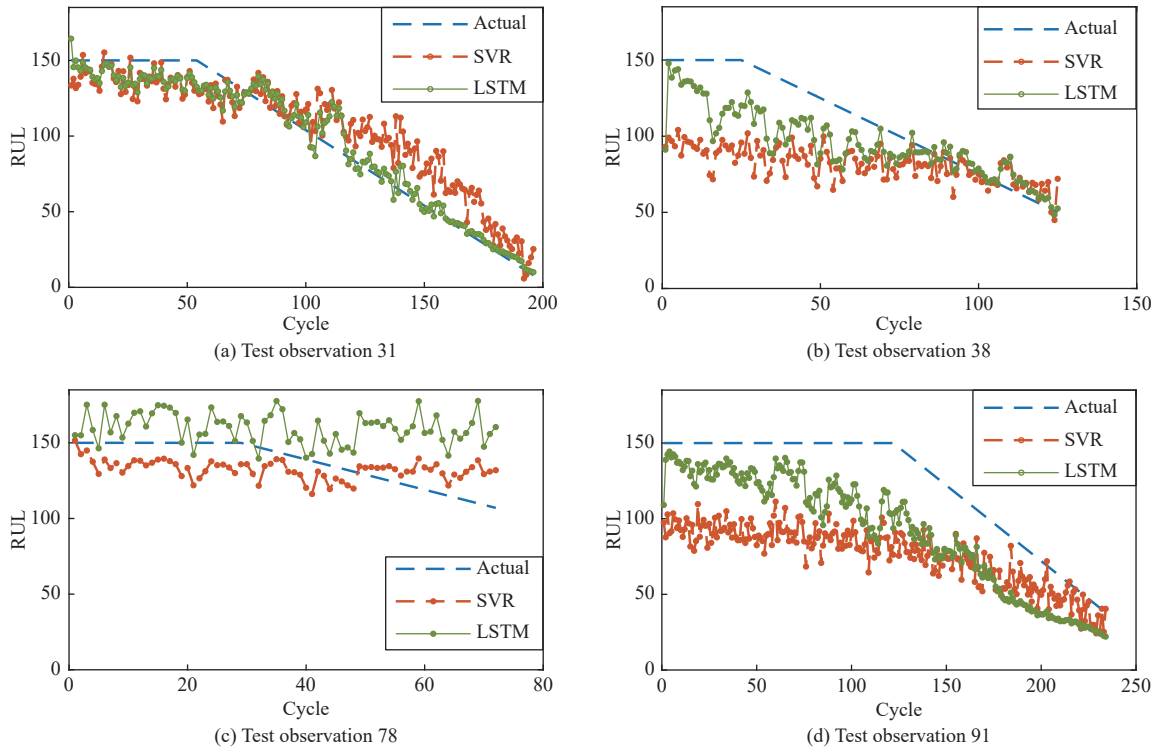 Actual
SVR
LSTM
150
100
50
0
RUL
0
50
100
150
200
Cycle
(a) Test observation 31
Actual
SVR
LSTM
150
100
50
0
RUL
0
50
100
150
Cycle
(b) Test observation 38
150
100
50
0
RUL
Actual
SVR
LSTM
0
20
40
60
80
Cycle
(c) Test observation 78
Actual
SVR
LSTM
150
100
50
0
RUL
0
50
100
150
200
250
Cycle
(d) Test observation 91